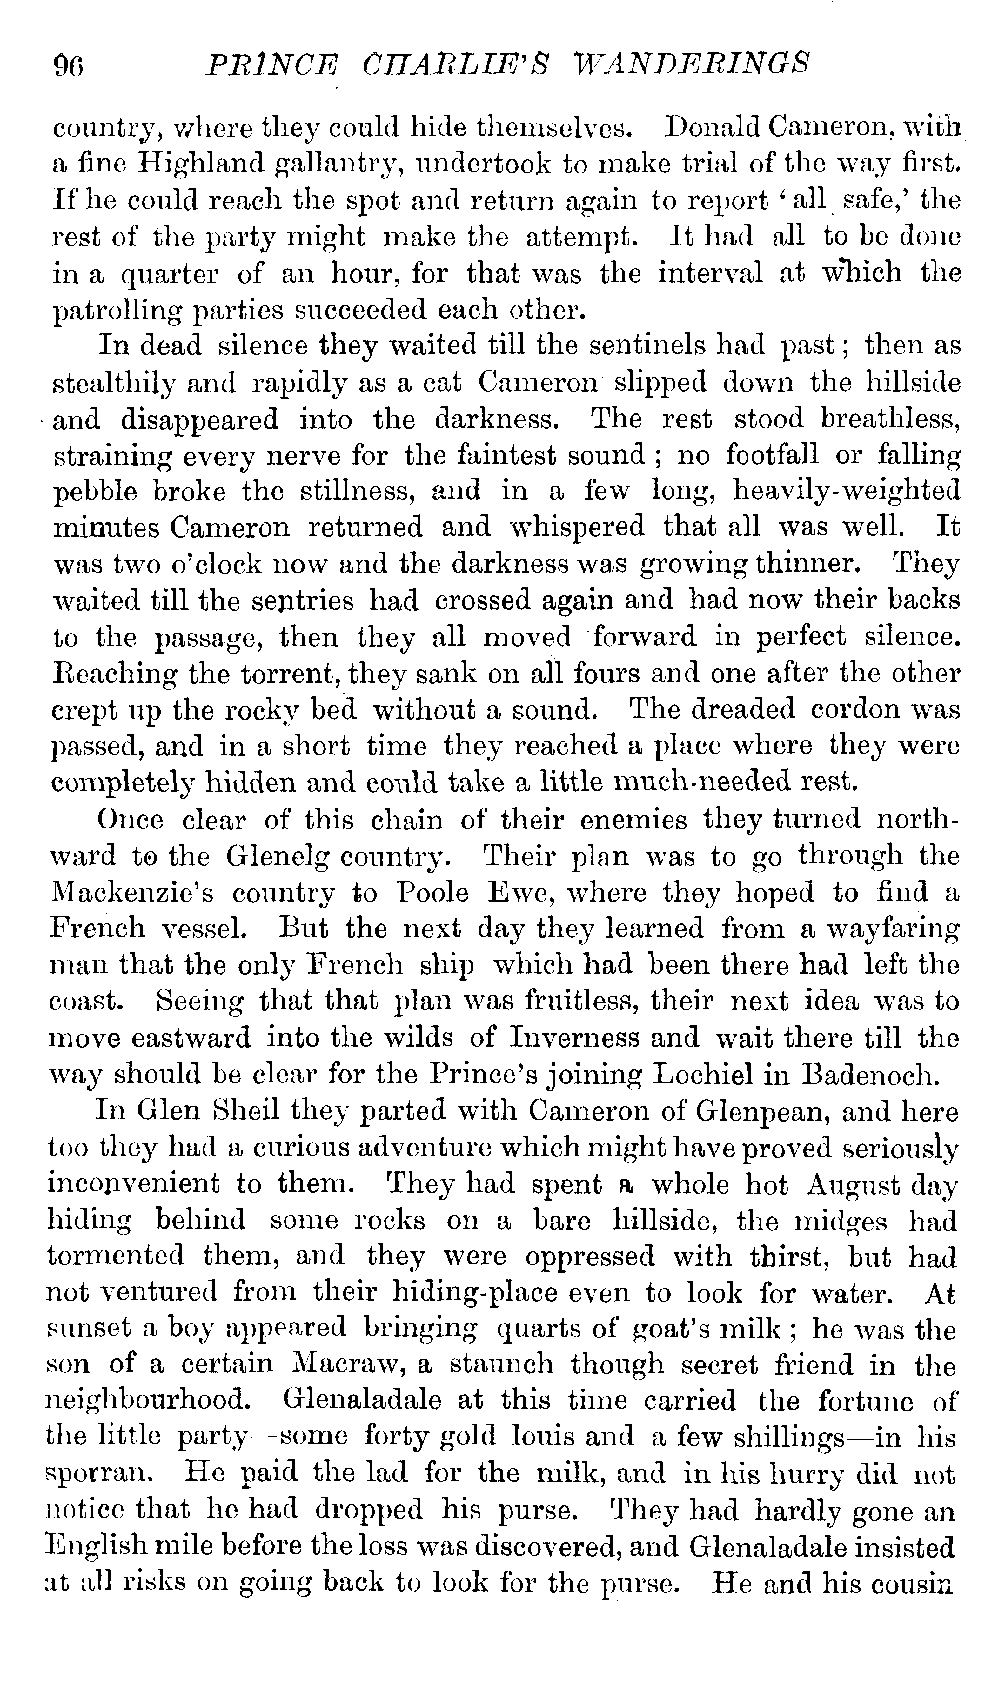 96 PRINCE CHARLIE'S WANDERINGS
country, where they could hide themselves. Donald Cameron, with
a fine Highland gallantry, undertook to make trial of the way first.
If he could reach the spot and return again to report ‘all safe,’ the
rest of the party might make the attempt. It had all to be done
in a quarter of an hour, for that was the interval at which the
patrolling parties succeeded each other.
In dead silence they waited till the sentinels had past; then as
stealthily and rapidly as a cat Cameron slipped down the hillside
and disappeared into the darkness. The rest stood breathless,
straining every nerve for the faintest sound; no footfall or falling
pebble broke the stillness, and in a few long, heavily-weighted
minutes Cameron returned and whispered that all was well. It
was two o'clock now and the darkness was growing thinner. They
waited till the sentries had crossed again and had now their backs
to the passage, then they all moved forward in perfect silence.
Reaching the torrent, they sank on all fours and one after the other
crept up the rocky bed without a sound. The dreaded cordon was
passed, and in a short time they reached a place where they were
completely hidden and could take a little much-needed rest.
Once clear of this chain of their enemies they turned north-
ward to the Glenelg country. Their plan was to go through the
Mackenzie's country to Poole Ewe, where they hoped to find a
French vessel. But the next day they learned from a wayfaring
man that the only French ship which had been there had left the
coast. Seeing that that plan was fruitless, their next idea was to
move eastward into the wilds of Inverness and wait there till the
way should be clear for the Prince's joining Lochiel in Badenoch.
In Glen Sheil they parted with Cameron of Glenpean, and here
too they had a curious adventure which might have proved seriously
inconvenient to them. They had spent a whole hot August day
hiding behind some rocks on a bare hillside, the midges had
tormented them, and they were oppressed with thirst, but had
not ventured from their hiding-place even to look for water. At
sunset a boy appeared bringing quarts of goat's milk; he was the
son of a certain Macraw, a staunch though secret friend in the
neighbourhood. Glenaladale at this time carried the fortune of
the little party -some forty gold louis and a few shillings—in his
sporran. He paid the lad for the milk, and in his hurry did not
notice that he had dropped his purse. They had hardly gone an
English mile before the loss was discovered, and Glenaladale insisted
at all risks on going back to look for the purse. He and his cousin